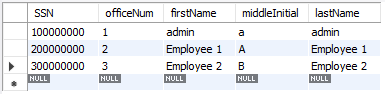 SSN officeNum firstName middleInitial lastName
100000000 1 admin a admin
200000000 2 Employee 1 A Employee 1
300000000 3 Employee 2 B Employee 2
NULL NULL NULL NULL NULL